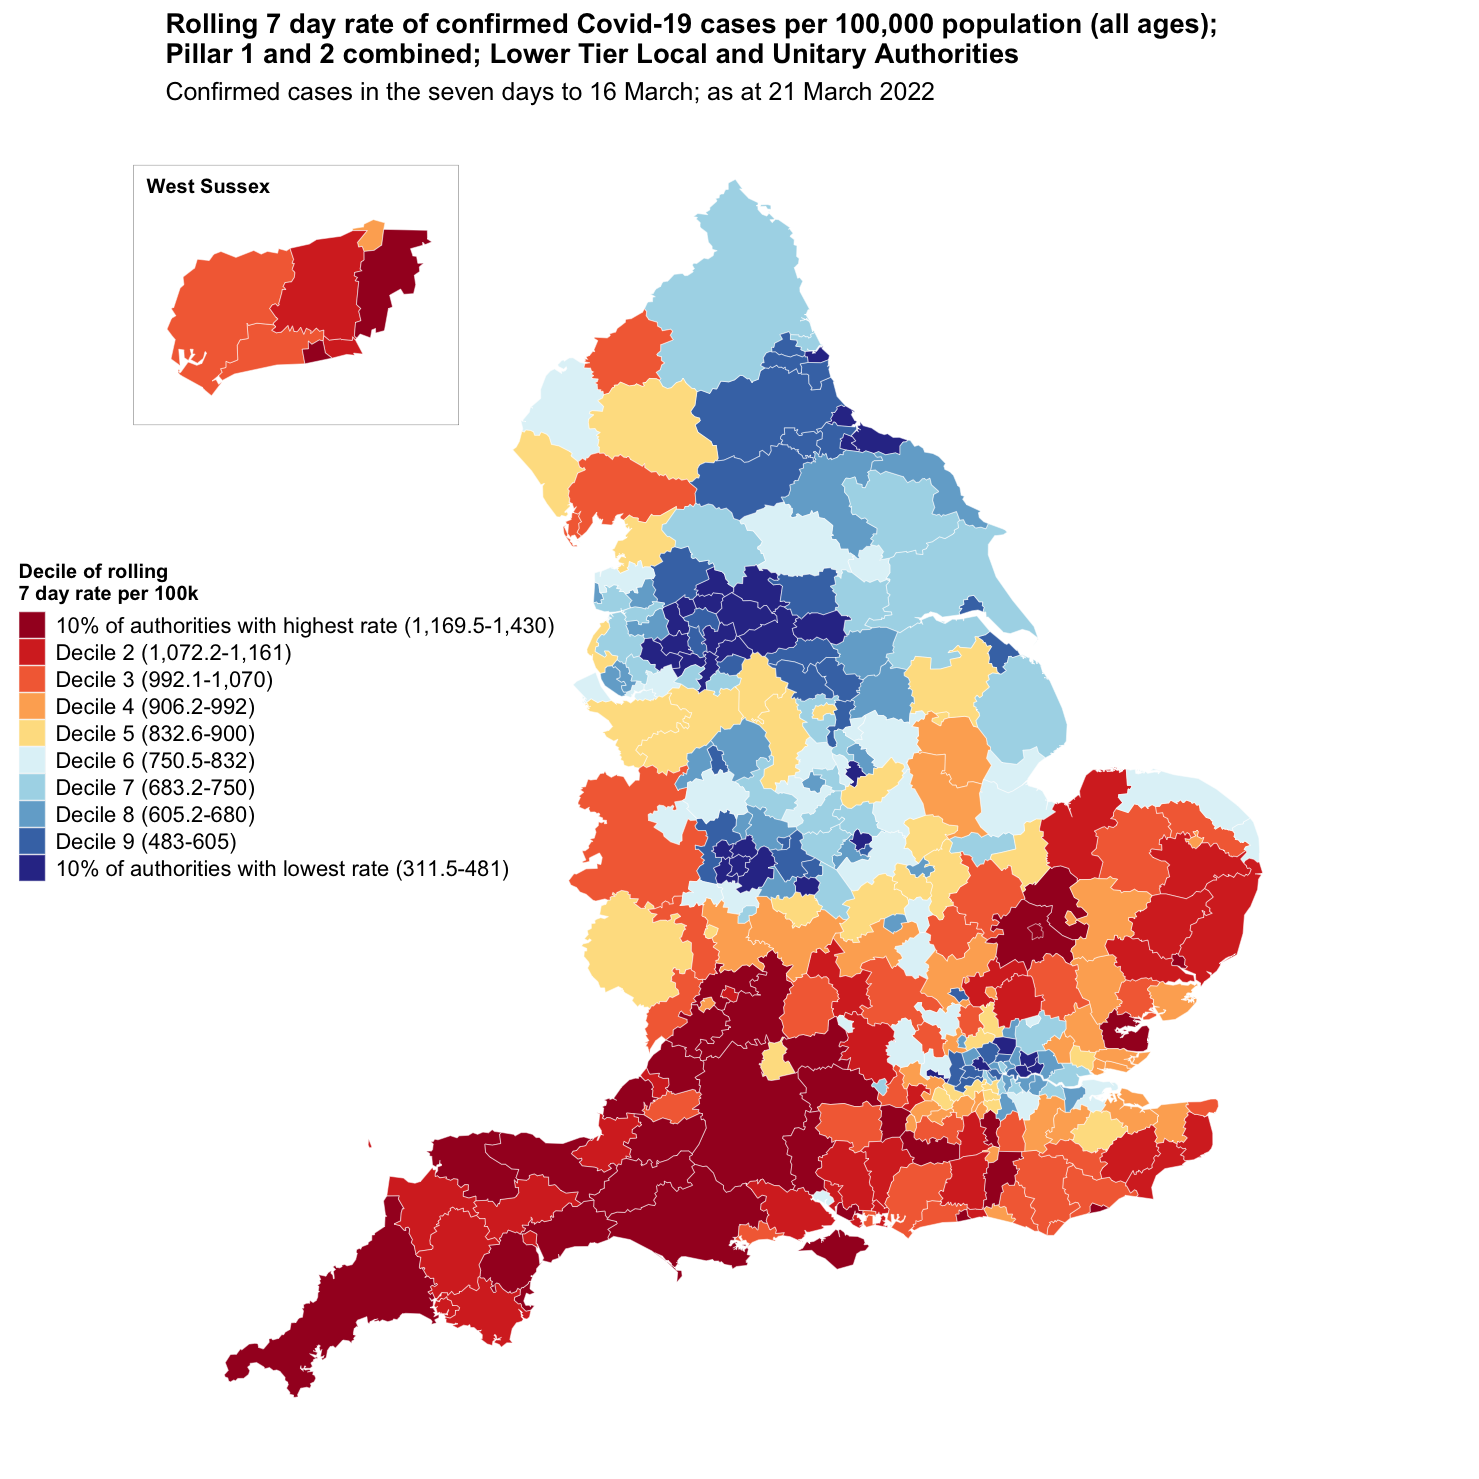 Rolling 7 day rate of confirmed Covid-19 cases per 100,000 population (all ages);
Pillar 1 and 2 combined; Lower Tier Local and Unitary Authorities
Confirmed cases in the seven days to 16 March; as at 21 March 2022
West Sussex
Decile of rolling
7 day rate per 100k
10% of authorities with highest rate (1,169.5-1,430)
Decile 2 (1,072.2-1,161)
Decile 3 (992.1-1,070)
Decile 4 (906.2-992)
Decile 5 (832.6-900)
Decile 6 (750.5-832)
Decile 7 (683.2-750)
Decile 8 (605.2-680)
Decile 9 (483-605)
10% of authorities with lowest rate (311.5-481)